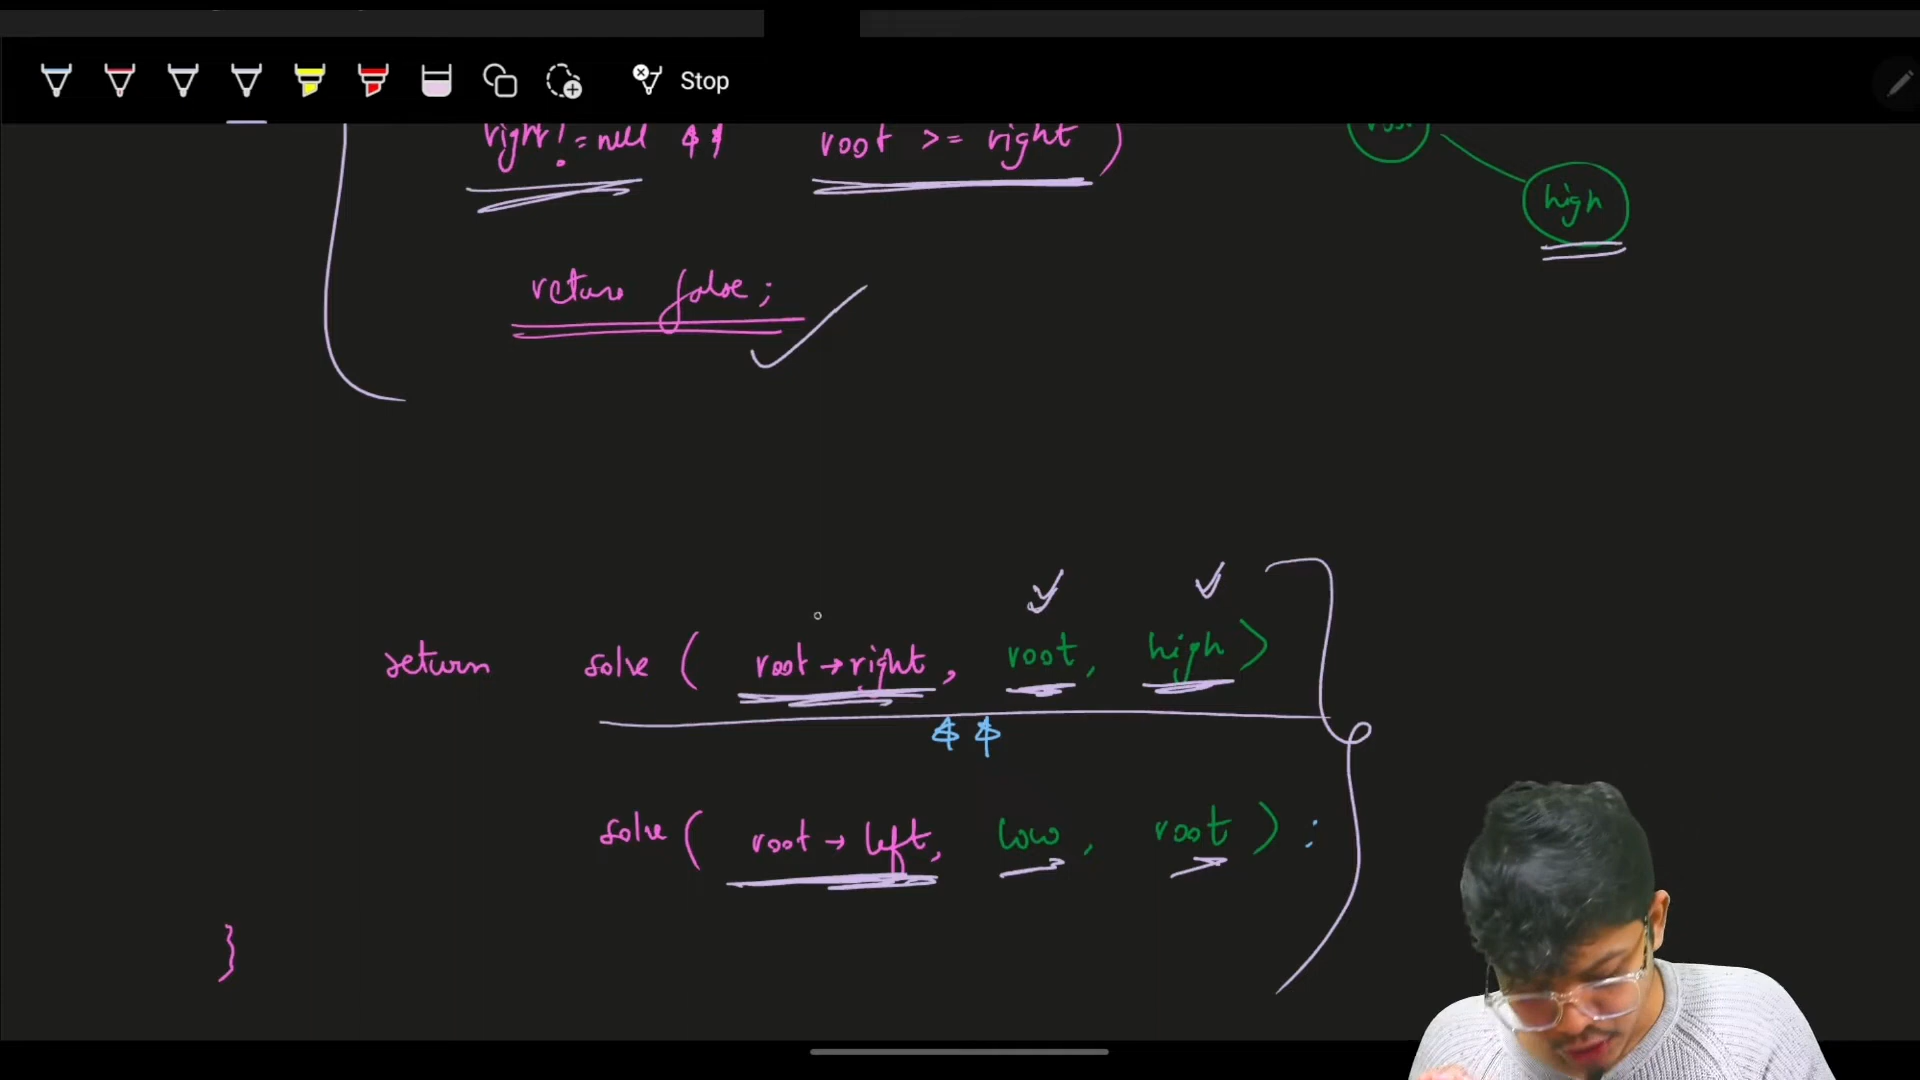 Stop
right != null && root >= right )
high
return false;
return solve ( root → right, root, high )
&&
solve ( root → left, low, root ) ;
}